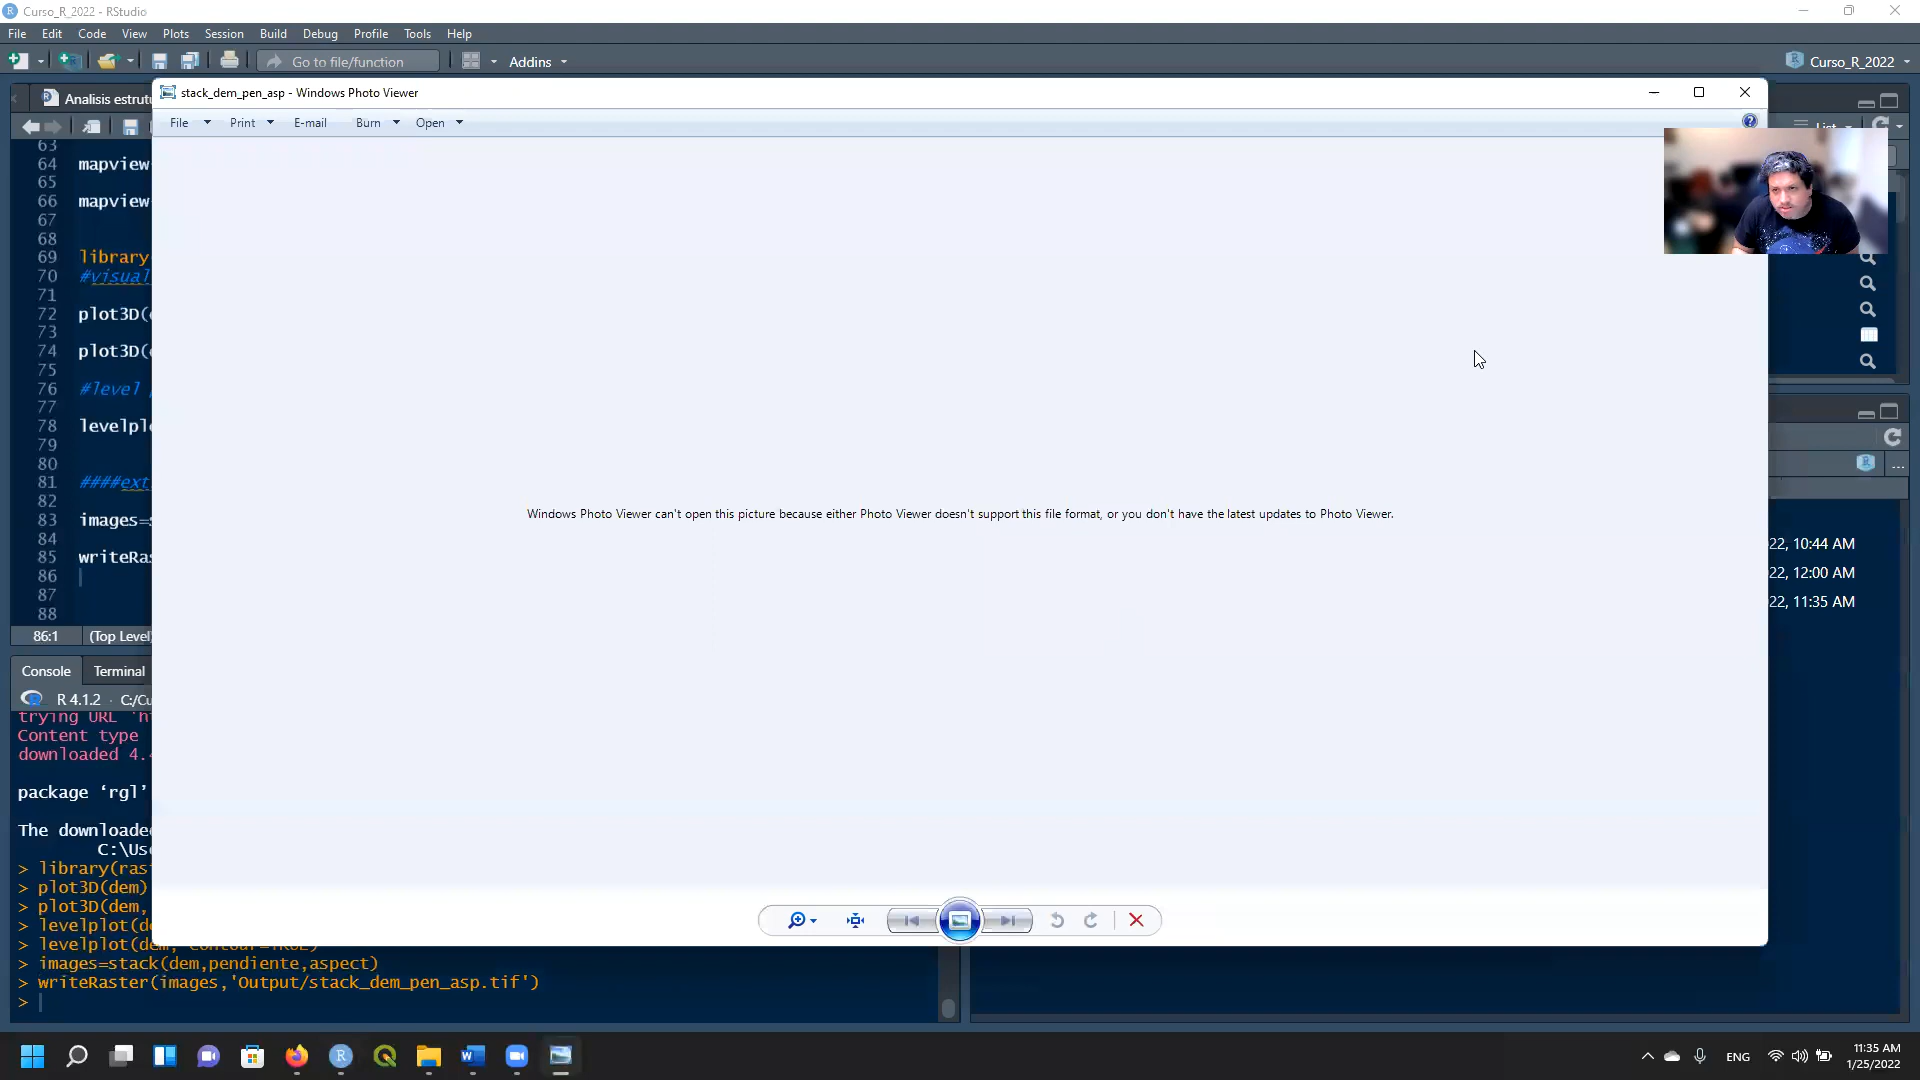 Curso_R_2022 - RStudio
File Edit Code View Plots Session Build Debug Profile Tools Help
Go to file/function Addins Curso_R_2022
Analisis estrut
stack_dem_pen_asp - Windows Photo Viewer
File Print E-mail Burn Open
List
63
64 mapview
65
66 mapview
67
68
69 library
70 #visual
71
72 plot3D(
73
74 plot3D(
75
76 #level
77
78 levelpl
79
80
81 ####ext
82
83 images=
84
85 writeRa
86
87
88
86:1 (Top Level
Windows Photo Viewer can't open this picture because either Photo Viewer doesn't support this file format, or you don't have the latest updates to Photo Viewer.
...
22, 10:44 AM
22, 12:00 AM
22, 11:35 AM
Console Terminal
R 4.1.2 · C:/Cu
trying URL 'h
Content type
downloaded 4.
package ‘rgl’
The downloade
C:\Use
> library(ras
> plot3D(dem)
> plot3D(dem,
> levelplot(d
> levelplot(dem, contour=TRUE)
> images=stack(dem,pendiente,aspect)
> writeRaster(images,'Output/stack_dem_pen_asp.tif')
>
ENG
11:35 AM
1/25/2022